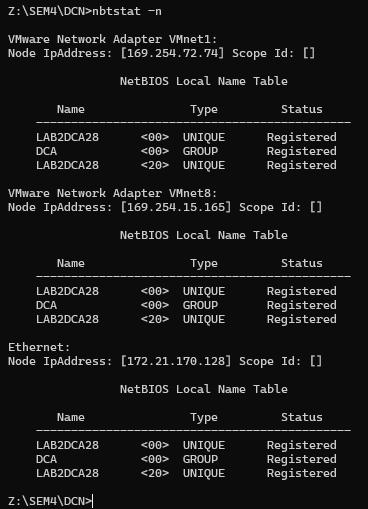 Z:\SEM4\DCN>nbtstat -n
VMware Network Adapter VMnet1:
Node IpAddress: [169.254.72.74] Scope Id: []
NetBIOS Local Name Table
Name Type Status
---------------------------------------------
LAB2DCA28 <00> UNIQUE Registered
DCA <00> GROUP Registered
LAB2DCA28 <20> UNIQUE Registered
VMware Network Adapter VMnet8:
Node IpAddress: [169.254.15.165] Scope Id: []
NetBIOS Local Name Table
Name Type Status
---------------------------------------------
LAB2DCA28 <00> UNIQUE Registered
DCA <00> GROUP Registered
LAB2DCA28 <20> UNIQUE Registered
Ethernet:
Node IpAddress: [172.21.170.128] Scope Id: []
NetBIOS Local Name Table
Name Type Status
---------------------------------------------
LAB2DCA28 <00> UNIQUE Registered
DCA <00> GROUP Registered
LAB2DCA28 <20> UNIQUE Registered
Z:\SEM4\DCN>